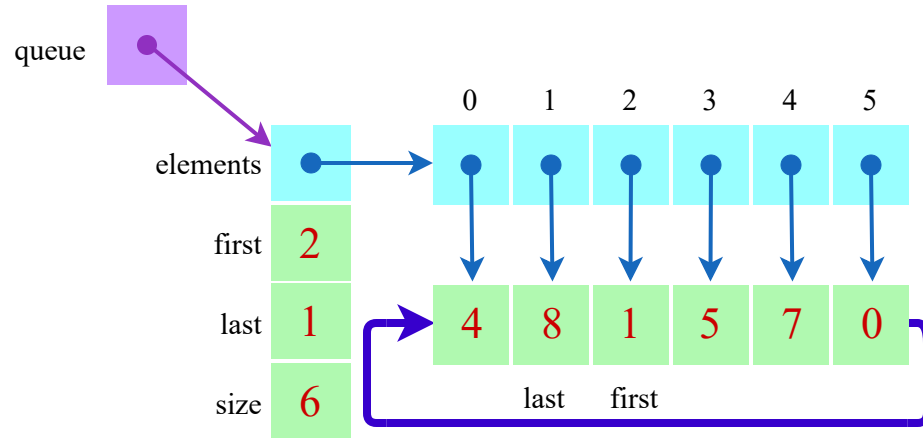 queue
0 1 2 3 4 5
elements
first 2
last 1 4 8 1 5 7 0
size 6 last first